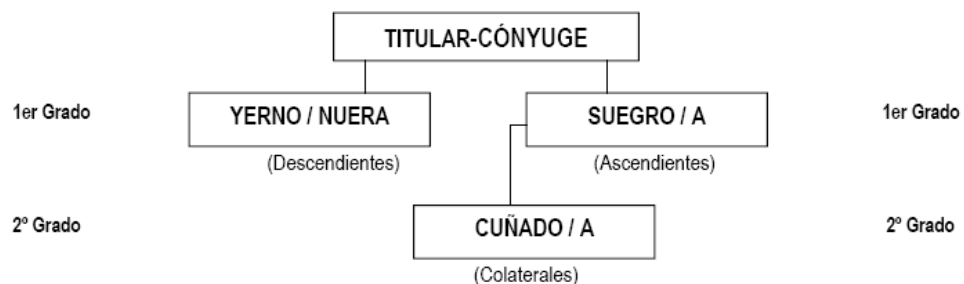 TITULAR-CÓNYUGE
1er Grado YERNO / NUERA SUEGRO / A 1er Grado
(Descendientes) (Ascendientes)
2º Grado CUÑADO / A 2º Grado
(Colaterales)